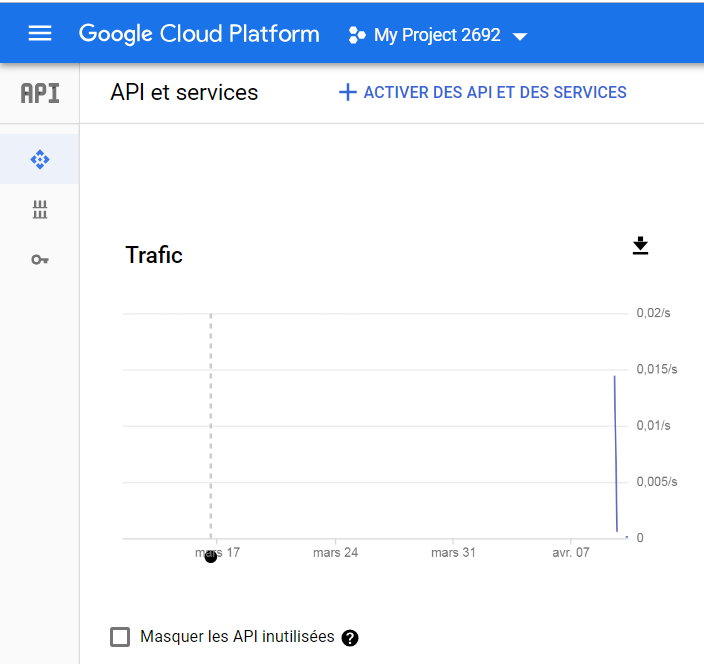 Google Cloud Platform My Project 2692
API API et services + ACTIVER DES API ET DES SERVICES
Trafic
0,02/s
0,015/s
0,01/s
0,005/s
0
mars 17 mars 24 mars 31 avr. 07
Masquer les API inutilisées ?